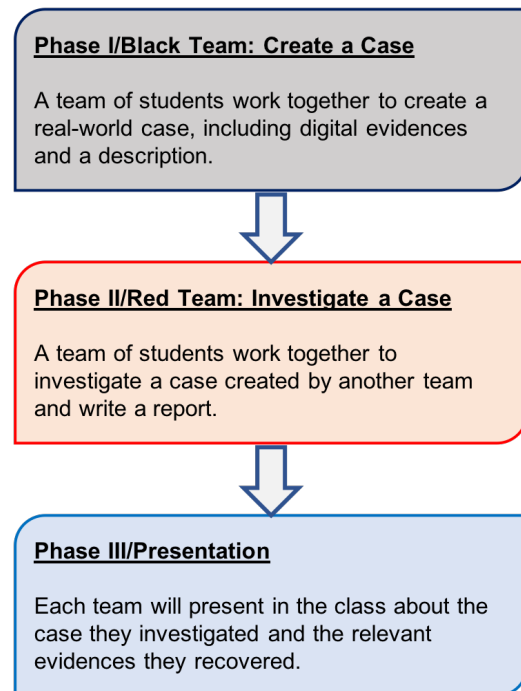 Phase I/Black Team: Create a Case
A team of students work together to create a
real-world case, including digital evidences
and a description.
Phase II/Red Team: Investigate a Case
A team of students work together to
investigate a case created by another team
and write a report.
Phase III/Presentation
Each team will present in the class about the
case they investigated and the relevant
evidences they recovered.